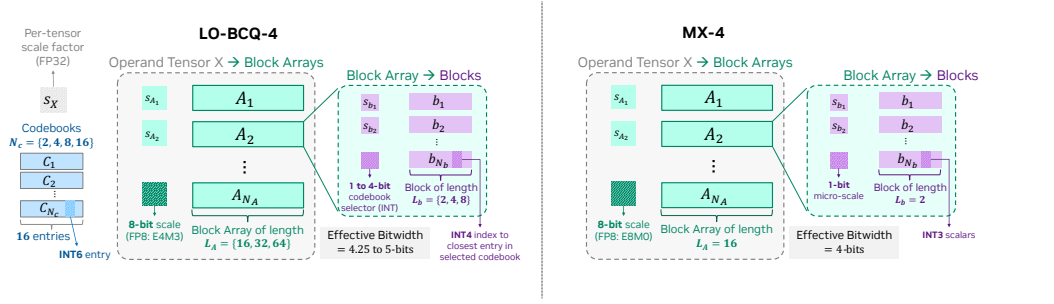 LO-BCQ-4
Per-tensor
scale factor
(FP32)
s_X
Codebooks
N_c = {2, 4, 8, 16}
C_1
C_2
⋮
C_{N_c}
16 entries
INT6 entry
Operand Tensor X → Block Arrays
s_{A_1}
A_1
s_{A_2}
A_2
⋮
A_{N_A}
8-bit scale
(FP8: E4M3)
Block Array of length
L_A = {16, 32, 64}
Block Array → Blocks
s_{b_1}
b_1
s_{b_2}
b_2
⋮
b_{N_b}
1 to 4-bit
codebook
selector (INT)
Block of length
L_b = {2, 4, 8}
Effective Bitwidth
= 4.25 to 5-bits
INT4 index to
closest entry in
selected codebook
MX-4
Operand Tensor X → Block Arrays
s_{A_1}
A_1
s_{A_2}
A_2
⋮
A_{N_A}
8-bit scale
(FP8: E8M0)
Block Array of length
L_A = 16
Block Array → Blocks
s_{b_1}
b_1
s_{b_2}
b_2
⋮
b_{N_b}
1-bit
micro-scale
Block of length
L_b = 2
Effective Bitwidth
= 4-bits
INT3 scalars